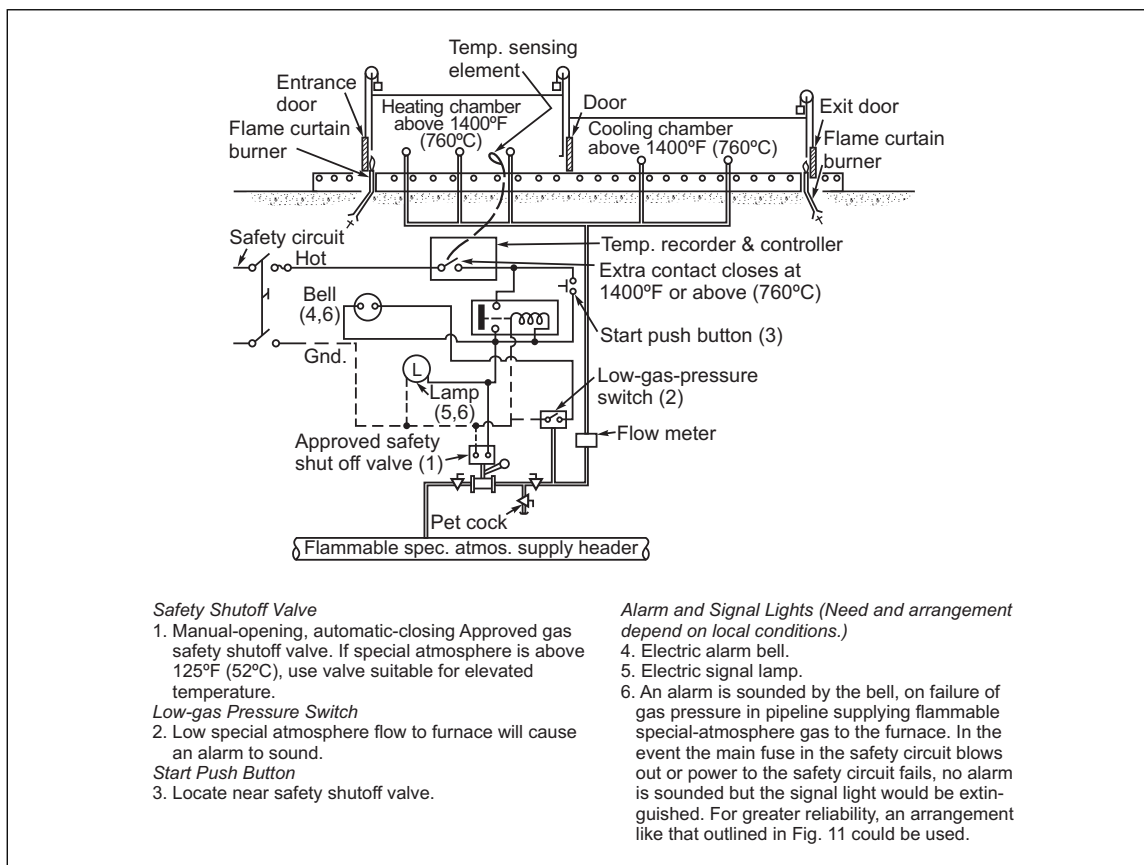 Temp. sensing
element
Entrance
door
Flame curtain
burner
Heating chamber
above 1400ºF
(760ºC)
Door
Cooling chamber
above 1400ºF (760ºC)
Exit door
Flame curtain
burner
Safety circuit
Hot
Temp. recorder & controller
Extra contact closes at
1400ºF or above (760ºC)
Bell
(4,6)
Start push button (3)
Gnd.
L
Lamp
(5,6)
Low-gas-pressure
switch (2)
Flow meter
Approved safety
shut off valve (1)
Pet cock
Flammable spec. atmos. supply header
Safety Shutoff Valve
1. Manual-opening, automatic-closing Approved gas
safety shutoff valve. If special atmosphere is above
125ºF (52ºC), use valve suitable for elevated
temperature.
Low-gas Pressure Switch
2. Low special atmosphere flow to furnace will cause
an alarm to sound.
Start Push Button
3. Locate near safety shutoff valve.
Alarm and Signal Lights (Need and arrangement
depend on local conditions.)
4. Electric alarm bell.
5. Electric signal lamp.
6. An alarm is sounded by the bell, on failure of
gas pressure in pipeline supplying flammable
special-atmosphere gas to the furnace. In the
event the main fuse in the safety circuit blows
out or power to the safety circuit fails, no alarm
is sounded but the signal light would be extin-
guished. For greater reliability, an arrangement
like that outlined in Fig. 11 could be used.